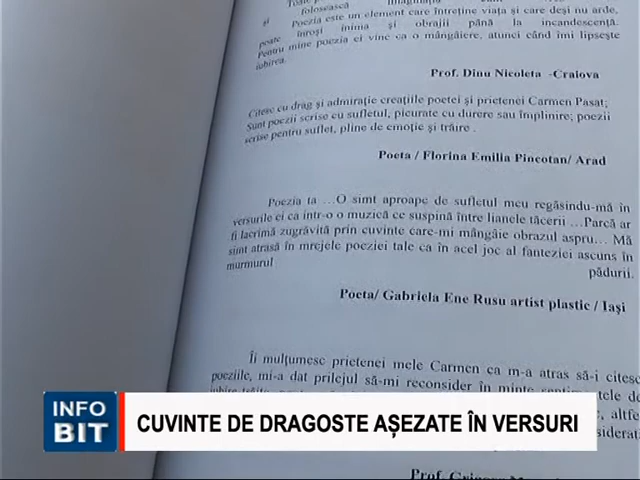 folosească
și Poezia este un element care întreține viața și care deși nu arde,
poate înroși inima și obrajii până la incandescență.
Pentru mine poezia ei vine ca o mângâiere, atunci când îmi lipsește
iubirea.
Prof. Dinu Nicoleta -Craiova
Citesc cu drag și admirație creațiile poetei și prietenei Carmen Pasat;
Sunt poezii scrise cu sufletul, picurate cu durere sau împlinire; poezii
scrise pentru suflet, pline de emoție și trăire .
Poeta / Florina Emilia Pincotan/ Arad
Poezia ta …O simt aproape de sufletul meu regăsindu-mă în
versurile ei ca intr-o o muzică ce suspină între lianele tăcerii …Parcă ar
fi lacrimă zugrăvită prin cuvinte care-mi mângâie obrazul aspru… Mă
simt atrasă în mrejele poeziei tale ca în acel joc al fanteziei ascuns în
murmurul pădurii.
Poeta/ Gabriela Ene Rusu artist plastic / Iași
Îi mulțumesc prietenei mele Carmen ca m-a atras să-i citesc
poeziile, mi-a dat prilejul să-mi reconsider în minte
INFO BIT
CUVINTE DE DRAGOSTE AȘEZATE ÎN VERSURI
Prof.